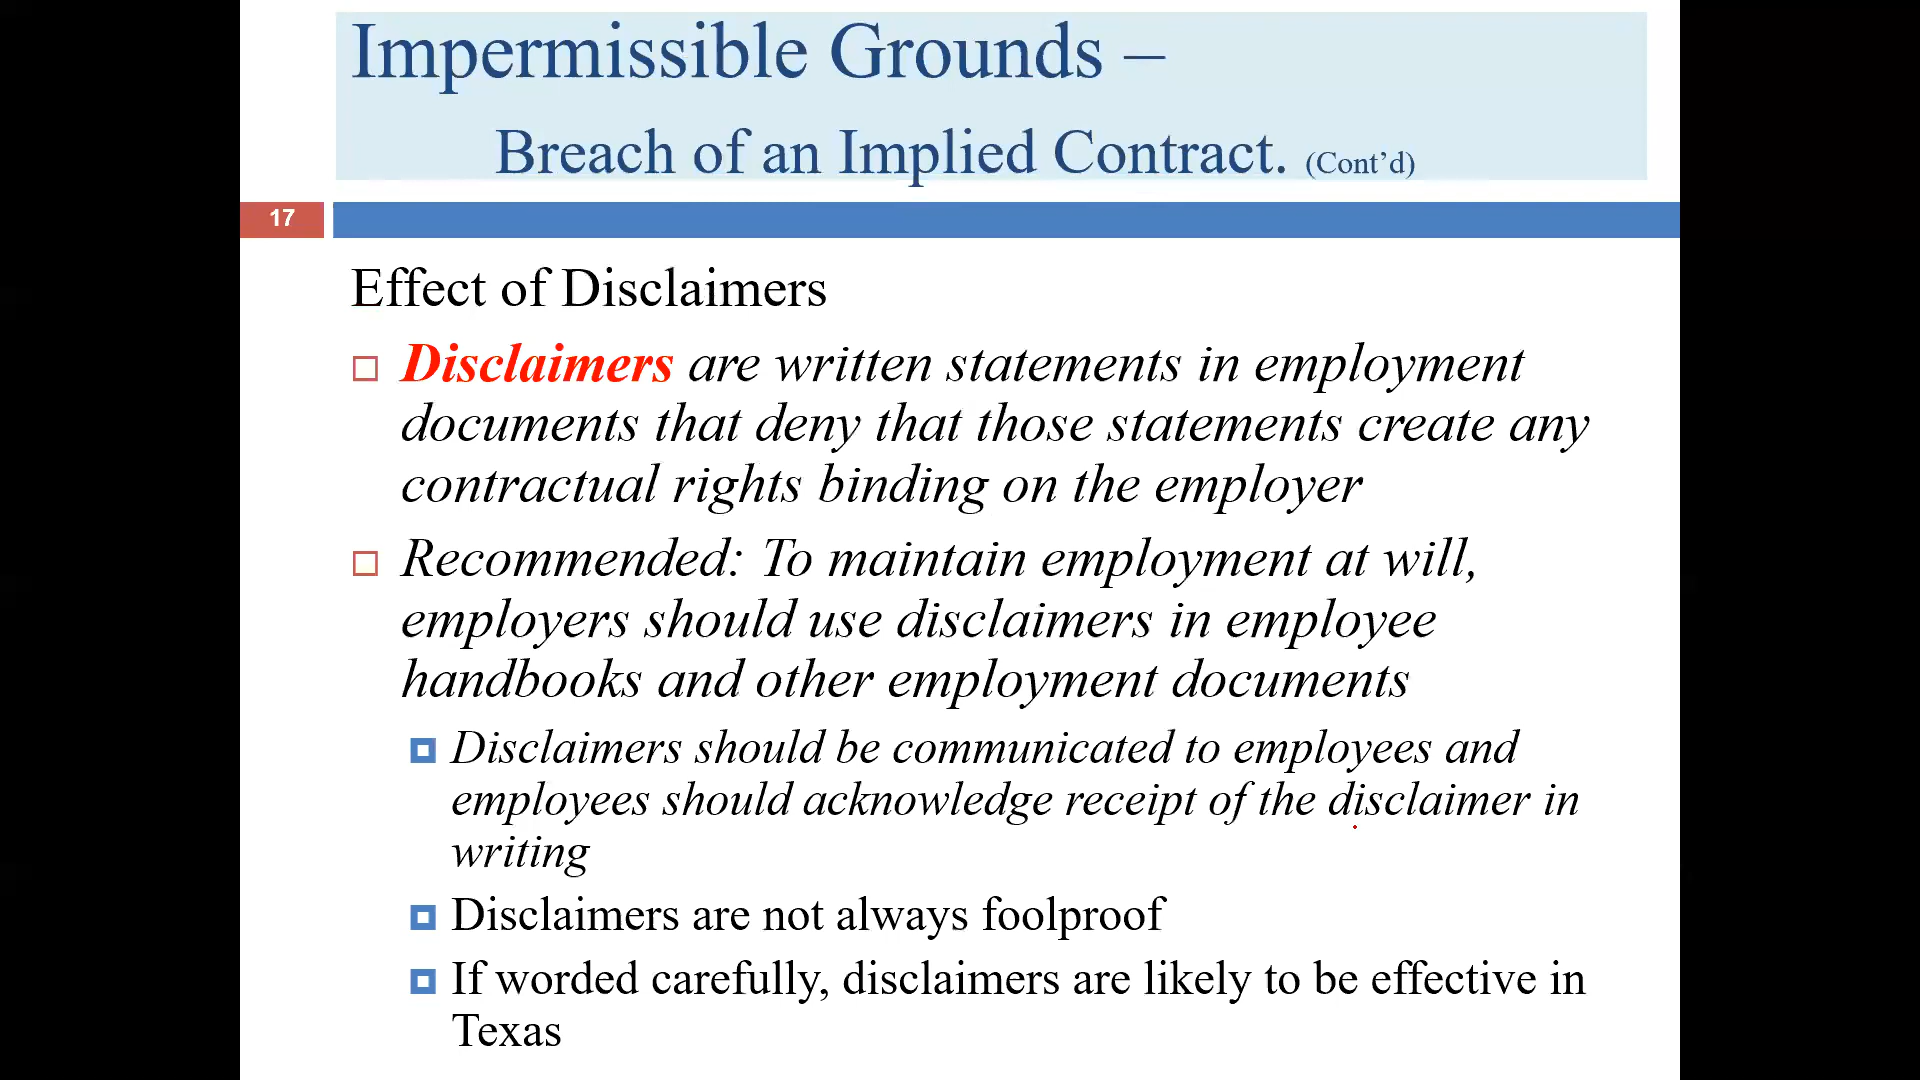 Impermissible Grounds –
Breach of an Implied Contract. (Cont’d)
17
Effect of Disclaimers
Disclaimers are written statements in employment
documents that deny that those statements create any
contractual rights binding on the employer
Recommended: To maintain employment at will,
employers should use disclaimers in employee
handbooks and other employment documents
Disclaimers should be communicated to employees and
employees should acknowledge receipt of the disclaimer in
writing
Disclaimers are not always foolproof
If worded carefully, disclaimers are likely to be effective in
Texas